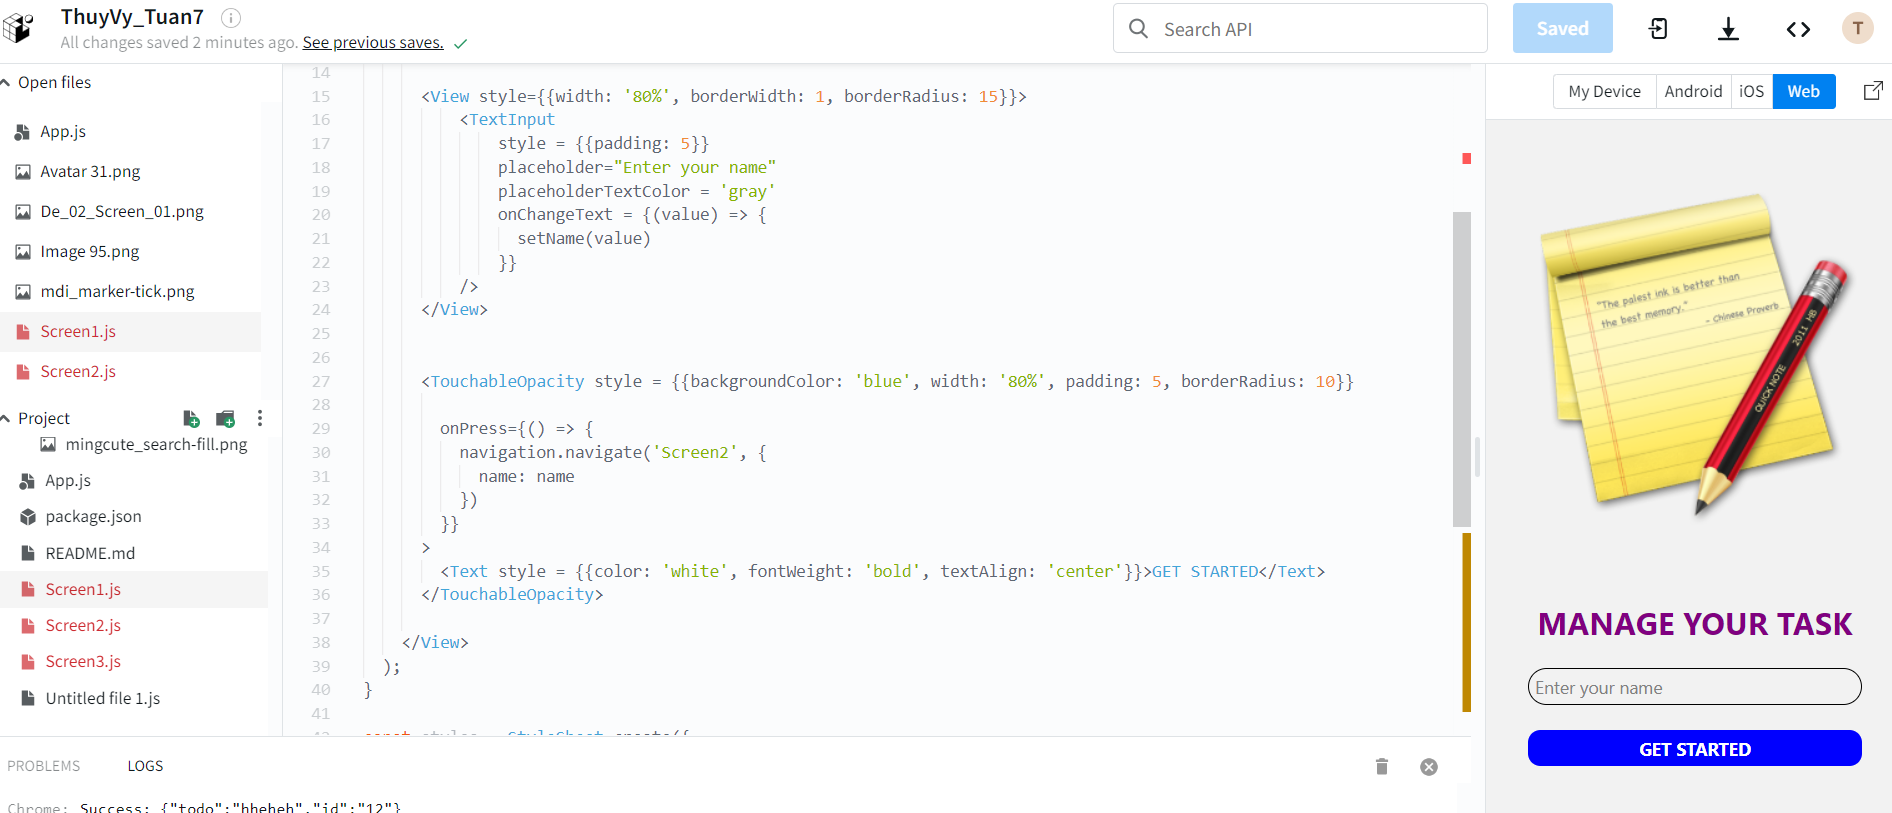 ThuyVy_Tuan7
All changes saved 2 minutes ago. See previous saves.
Search API
Saved
T
Open files
App.js
Avatar 31.png
De_02_Screen_01.png
Image 95.png
mdi_marker-tick.png
Screen1.js
Screen2.js
Project
mingcute_search-fill.png
App.js
package.json
README.md
Screen1.js
Screen2.js
Screen3.js
Untitled file 1.js
14
15 <View style={{width: '80%', borderWidth: 1, borderRadius: 15}}>
16 <TextInput
17 style = {{padding: 5}}
18 placeholder="Enter your name"
19 placeholderTextColor = 'gray'
20 onChangeText = {(value) => {
21 setName(value)
22 }}
23 />
24 </View>
25
26
27 <TouchableOpacity style = {{backgroundColor: 'blue', width: '80%', padding: 5, borderRadius: 10}}
28
29 onPress={() => {
30 navigation.navigate('Screen2', {
31 name: name
32 })
33 }}
34 >
35 <Text style = {{color: 'white', fontWeight: 'bold', textAlign: 'center'}}>GET STARTED</Text>
36 </TouchableOpacity>
37
38 </View>
39 );
40 }
41
42 const styles = StyleSheet.create({
PROBLEMS LOGS
Chrome: Success: {"todo":"hheheh","id":"12"}
My Device Android iOS Web
"The palest ink is better than
the best memory."
- Chinese Proverb
QUICK NOTE 2011 HB
MANAGE YOUR TASK
Enter your name
GET STARTED